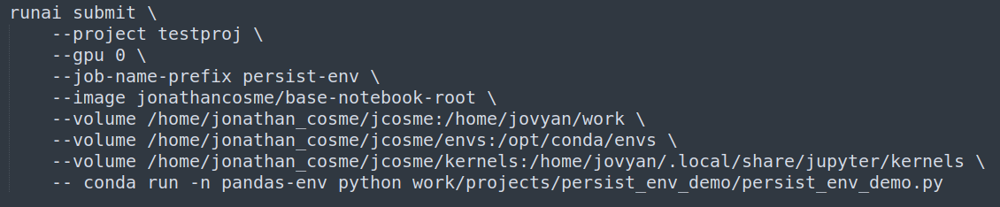 runai submit \
--project testproj \
--gpu 0 \
--job-name-prefix persist-env \
--image jonathancosme/base-notebook-root \
--volume /home/jonathan_cosme/jcosme:/home/jovyan/work \
--volume /home/jonathan_cosme/jcosme/envs:/opt/conda/envs \
--volume /home/jonathan_cosme/jcosme/kernels:/home/jovyan/.local/share/jupyter/kernels \
-- conda run -n pandas-env python work/projects/persist_env_demo/persist_env_demo.py